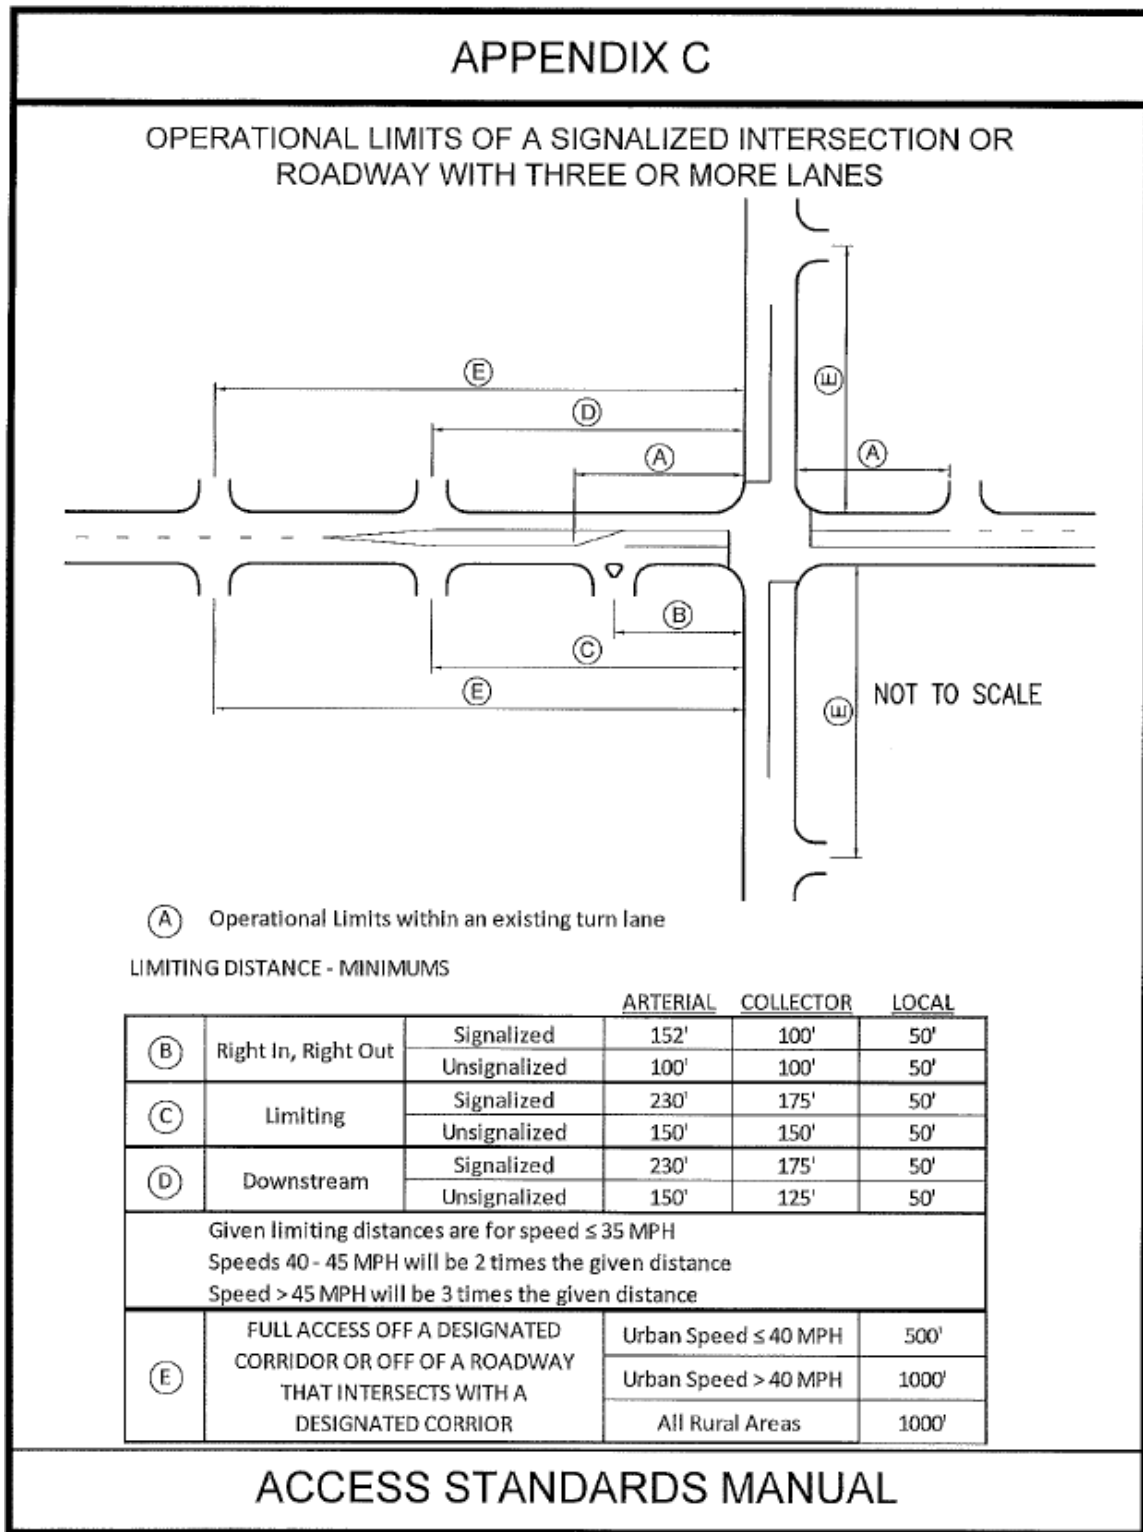 APPENDIX C
OPERATIONAL LIMITS OF A SIGNALIZED INTERSECTION OR
ROADWAY WITH THREE OR MORE LANES
E
D
A
E
A
B
C
E
E
NOT TO SCALE
A Operational Limits within an existing turn lane
LIMITING DISTANCE - MINIMUMS
ARTERIAL COLLECTOR LOCAL
B Right In, Right Out Signalized 152' 100' 50'
Unsignalized 100' 100' 50'
C Limiting Signalized 230' 175' 50'
Unsignalized 150' 150' 50'
D Downstream Signalized 230' 175' 50'
Unsignalized 150' 125' 50'
Given limiting distances are for speed ≤ 35 MPH
Speeds 40 - 45 MPH will be 2 times the given distance
Speed > 45 MPH will be 3 times the given distance
E
FULL ACCESS OFF A DESIGNATED
CORRIDOR OR OFF OF A ROADWAY
THAT INTERSECTS WITH A
DESIGNATED CORRIOR
Urban Speed ≤ 40 MPH 500'
Urban Speed > 40 MPH 1000'
All Rural Areas 1000'
ACCESS STANDARDS MANUAL